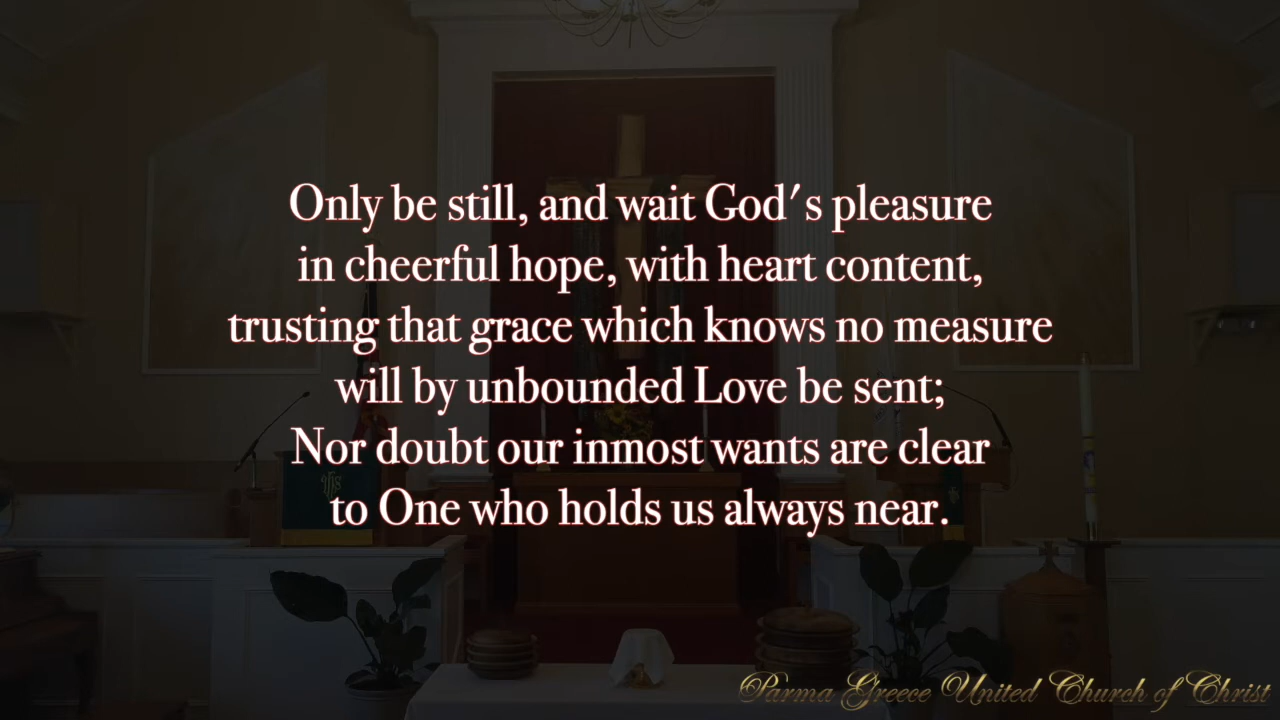 Only be still, and wait God's pleasure
in cheerful hope, with heart content,
trusting that grace which knows no measure
will by unbounded Love be sent;
Nor doubt our inmost wants are clear
to One who holds us always near.
IHS
Parma Greece United Church of Christ